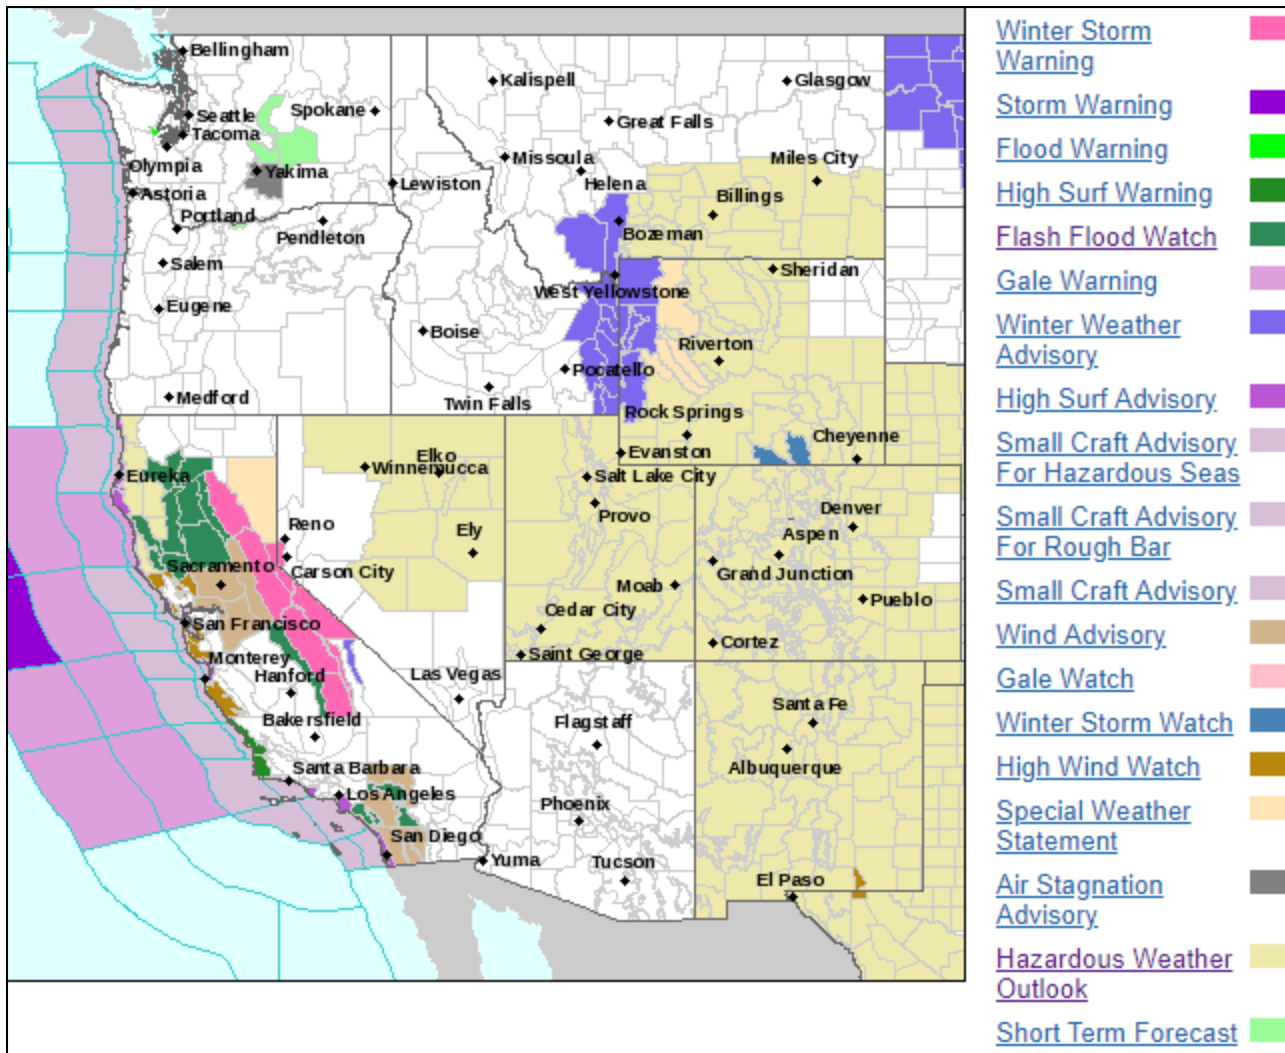 Bellingham
Kalispell
Glasgow
Seattle
Spokane
Great Falls
Tacoma
Olympia
Missoula
Miles City
Yakima
Helena
Lewiston
Astoria
Billings
Portland
Pendleton
Bozeman
Salem
Sheridan
West Yellowstone
Eugene
Boise
Riverton
Pocatello
Medford
Twin Falls
Rock Springs
Cheyenne
Elko
Evanston
Winnemucca
Eureka
Salt Lake City
Denver
Provo
Reno
Ely
Aspen
Sacramento
Carson City
Grand Junction
Moab
Pueblo
Cedar City
San Francisco
Cortez
Saint George
Monterey
Hanford
Las Vegas
Santa Fe
Bakersfield
Flagstaff
Albuquerque
Santa Barbara
Los Angeles
Phoenix
San Diego
Yuma
Tucson
El Paso
Winter Storm
Warning
Storm Warning
Flood Warning
High Surf Warning
Flash Flood Watch
Gale Warning
Winter Weather
Advisory
High Surf Advisory
Small Craft Advisory
For Hazardous Seas
Small Craft Advisory
For Rough Bar
Small Craft Advisory
Wind Advisory
Gale Watch
Winter Storm Watch
High Wind Watch
Special Weather
Statement
Air Stagnation
Advisory
Hazardous Weather
Outlook
Short Term Forecast